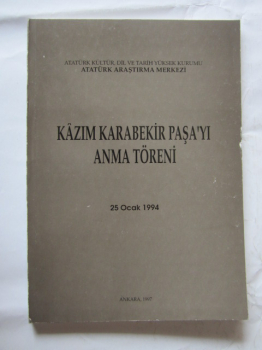 ATATÜRK KÜLTÜR, DİL VE TARİH YÜKSEK KURUMU
ATATÜRK ARAŞTIRMA MERKEZİ
KÂZIM KARABEKİR PAŞA'YI
ANMA TÖRENİ
25 Ocak 1994
ANKARA, 1997